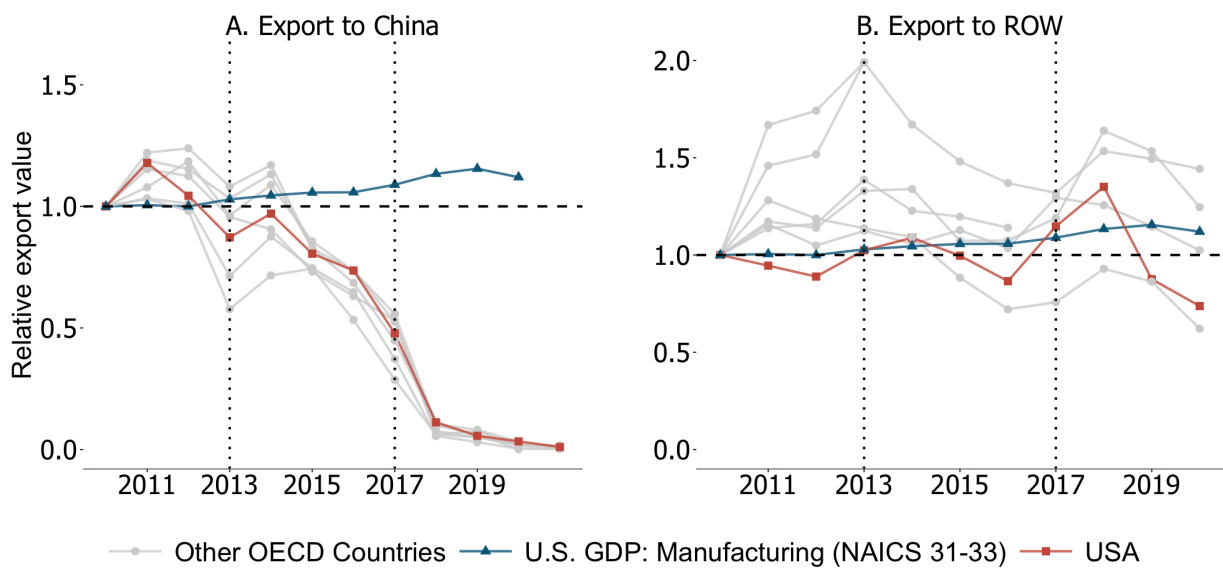 A. Export to China
B. Export to ROW
Relative export value
1.5
1.0
0.5
0.0
2011 2013 2015 2017 2019
2.0
1.5
1.0
0.5
0.0
2011 2013 2015 2017 2019
Other OECD Countries U.S. GDP: Manufacturing (NAICS 31-33) USA